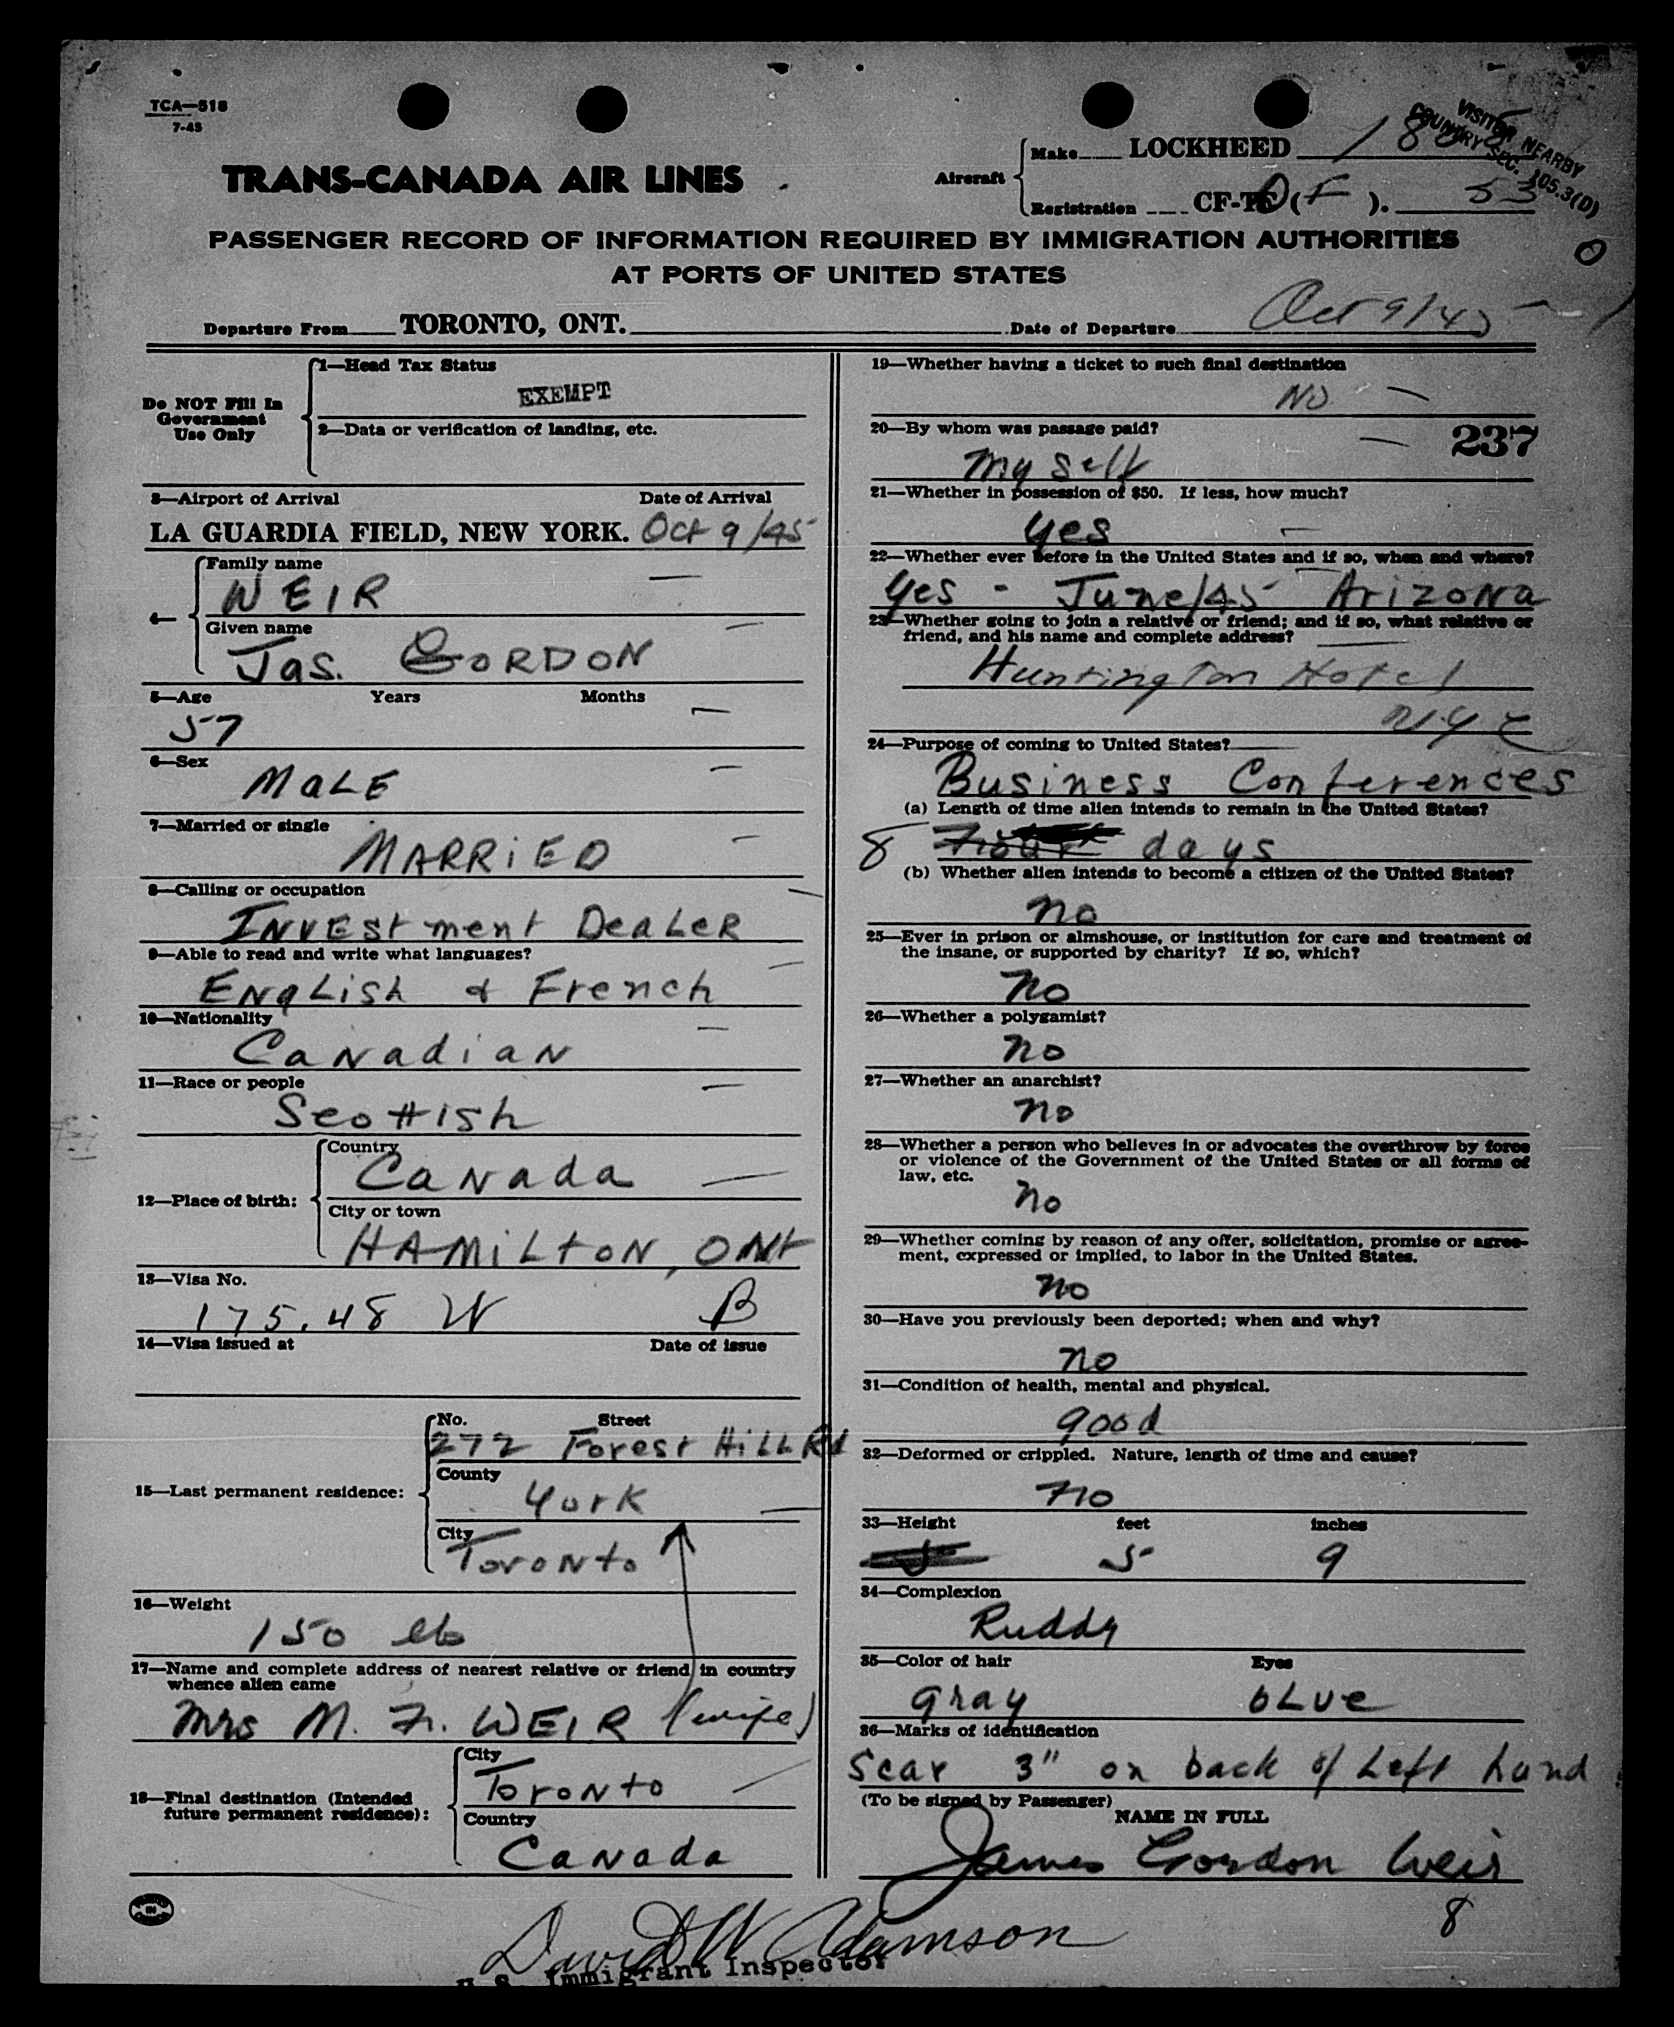 TCA—518
7-45
VISITOR NEARBY
COUNTRY SEC. 105.3(D)
TRANS-CANADA AIR LINES
Aircraft
Make LOCKHEED 1808
Registration CF-TC (F). 53
PASSENGER RECORD OF INFORMATION REQUIRED BY IMMIGRATION AUTHORITIES
AT PORTS OF UNITED STATES
Departure From TORONTO, ONT. Date of Departure Oct 9/45
Do NOT Fill In
Government
Use Only
1—Head Tax Status
EXEMPT
2—Data or verification of landing, etc.
3—Airport of Arrival Date of Arrival
LA GUARDIA FIELD, NEW YORK. Oct 9/45
4—
Family name
WEIR
Given name
Jas. GORDON
5—Age Years Months
57
6—Sex
MALE
7—Married or single
MARRiED
8—Calling or occupation
INVEStment DeaLeR
9—Able to read and write what languages?
ENgLish & French
10—Nationality
CaNadiaN
11—Race or people
Scottish
12—Place of birth:
Country
CaNada
City or town
HAMiLtoN, ONt
13—Visa No.
175.48 W B
14—Visa issued at Date of issue
15—Last permanent residence:
No. Street
272 Forest HiLL Rd
County
York
City
ToroNto
16—Weight
150 lb
17—Name and complete address of nearest relative or friend in country
whence alien came
Mrs M. F. WEIR (wife)
18—Final destination (Intended
future permanent residence):
City
ToroNto
Country
CaNada
19—Whether having a ticket to such final destination
NO
20—By whom was passage paid?
237
myself
21—Whether in possession of $50. If less, how much?
yes
22—Whether ever before in the United States and if so, when and where?
yes - June/45 Arizona
23—Whether going to join a relative or friend; and if so, what relative or
friend, and his name and complete address?
Huntington Hotel
NYC
24—Purpose of coming to United States?
Business Conferences
(a) Length of time alien intends to remain in the United States?
8 days
(b) Whether alien intends to become a citizen of the United States?
no
25—Ever in prison or almshouse, or institution for care and treatment of
the insane, or supported by charity? If so, which?
no
26—Whether a polygamist?
no
27—Whether an anarchist?
no
28—Whether a person who believes in or advocates the overthrow by force
or violence of the Government of the United States or all forms of
law, etc.
no
29—Whether coming by reason of any offer, solicitation, promise or agree-
ment, expressed or implied, to labor in the United States.
no
30—Have you previously been deported; when and why?
no
31—Condition of health, mental and physical.
good
32—Deformed or crippled. Nature, length of time and cause?
no
33—Height feet inches
5 9
34—Complexion
Ruddy
35—Color of hair Eyes
gray bLue
36—Marks of identification
Scar 3" on back of Left hand
(To be signed by Passenger)
NAME IN FULL
James Gordon Weir
8
David W Adamson
U. S. Immigrant Inspector